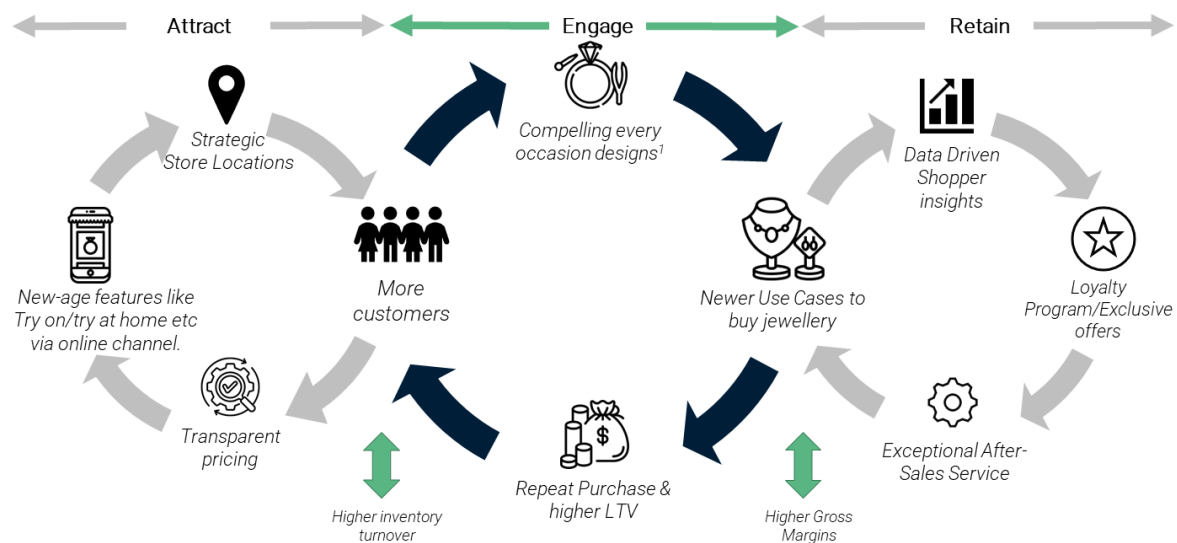 Attract
Engage
Retain
Strategic
Store Locations
New-age features like
Try on/try at home etc
via online channel.
Transparent
pricing
More
customers
Compelling every
occasion designs¹
Newer Use Cases to
buy jewellery
$
Repeat Purchase &
higher LTV
Higher inventory
turnover
Higher Gross
Margins
Data Driven
Shopper
insights
Loyalty
Program/Exclusive
offers
Exceptional After-
Sales Service